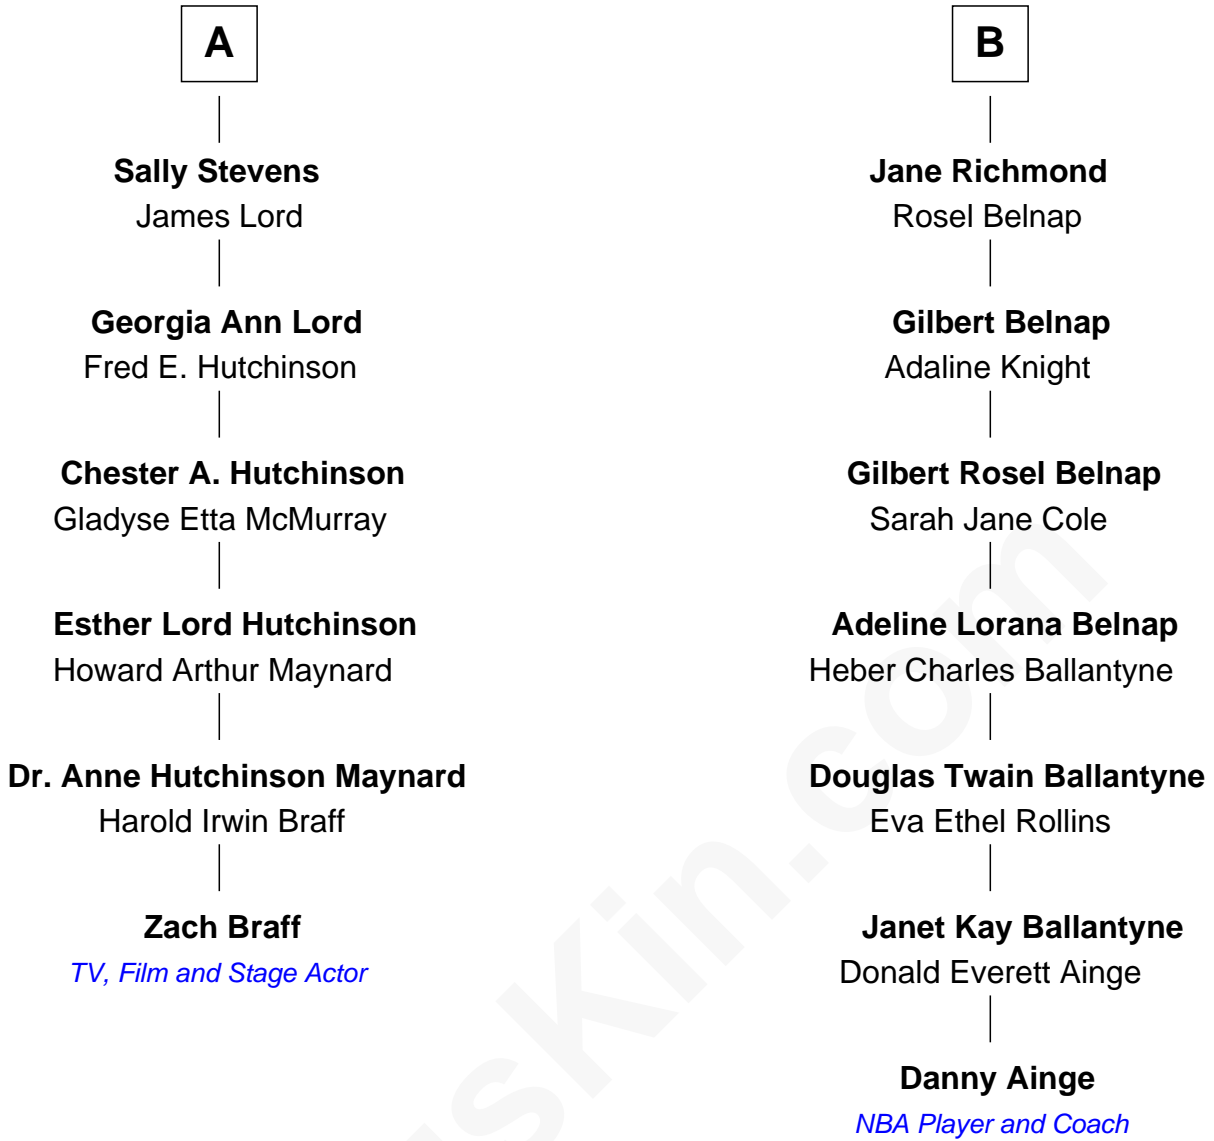 A
Sally Stevens
James Lord
Georgia Ann Lord
Fred E. Hutchinson
Chester A. Hutchinson
Gladyse Etta McMurray
Esther Lord Hutchinson
Howard Arthur Maynard
Dr. Anne Hutchinson Maynard
Harold Irwin Braff
Zach Braff
TV, Film and Stage Actor
B
Jane Richmond
Rosel Belnap
Gilbert Belnap
Adaline Knight
Gilbert Rosel Belnap
Sarah Jane Cole
Adeline Lorana Belnap
Heber Charles Ballantyne
Douglas Twain Ballantyne
Eva Ethel Rollins
Janet Kay Ballantyne
Donald Everett Ainge
Danny Ainge
NBA Player and Coach
usKin.com